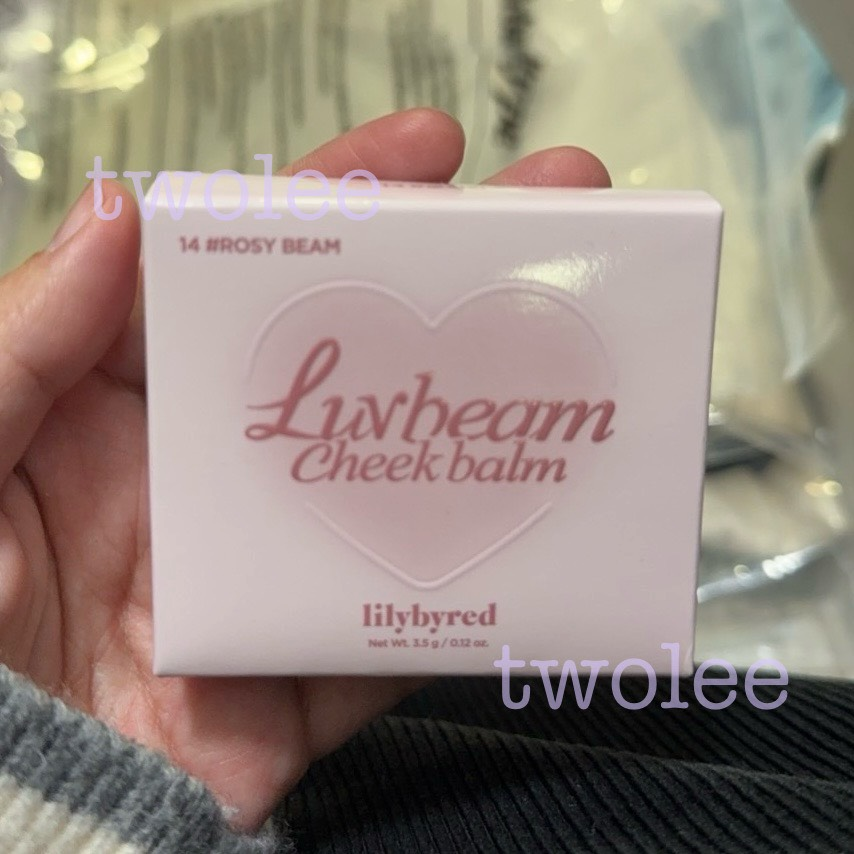 twolee
14 #ROSY BEAM
Luvbeam
Cheek balm
lilybyred
Net Wt. 3.5 g / 0.12 oz.
twolee